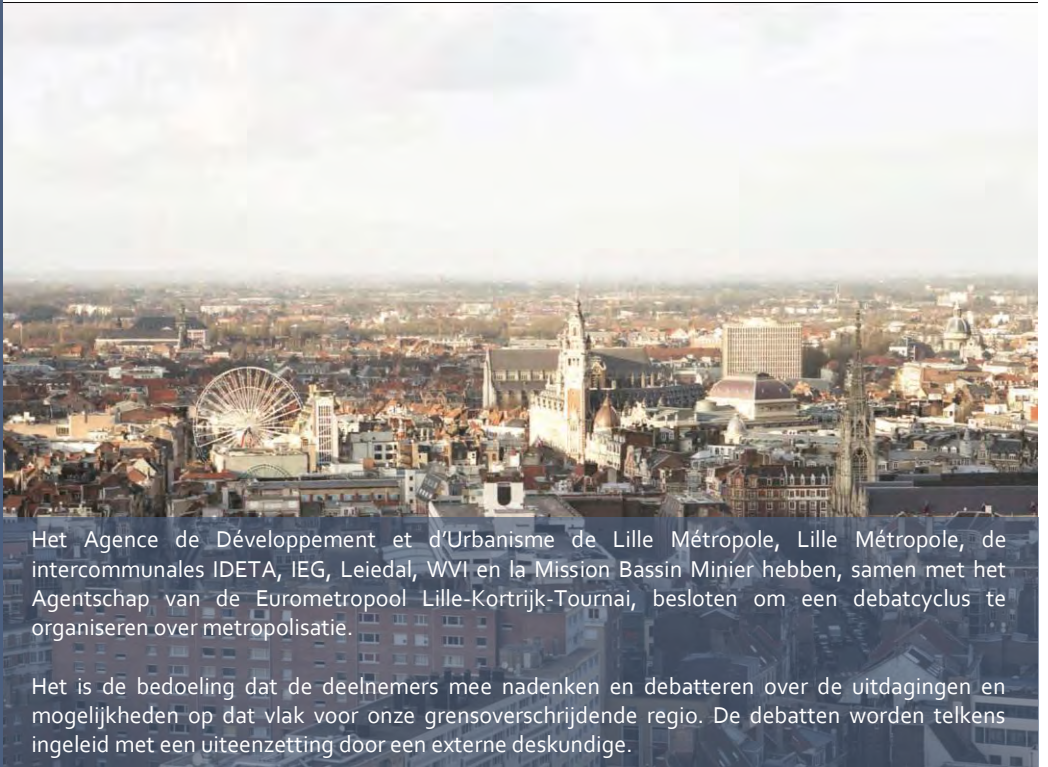 Het Agence de Développement et d'Urbanisme de Lille Métropole, Lille Métropole, de
intercommunales IDETA, IEG, Leiedal, WVI en la Mission Bassin Minier hebben, samen met het
Agentschap van de Eurometropool Lille-Kortrijk-Tournai, besloten om een debatcyclus te
organiseren over metropolisatie.
Het is de bedoeling dat de deelnemers mee nadenken en debatteren over de uitdagingen en
mogelijkheden op dat vlak voor onze grensoverschrijdende regio. De debatten worden telkens
ingeleid met een uiteenzetting door een externe deskundige.